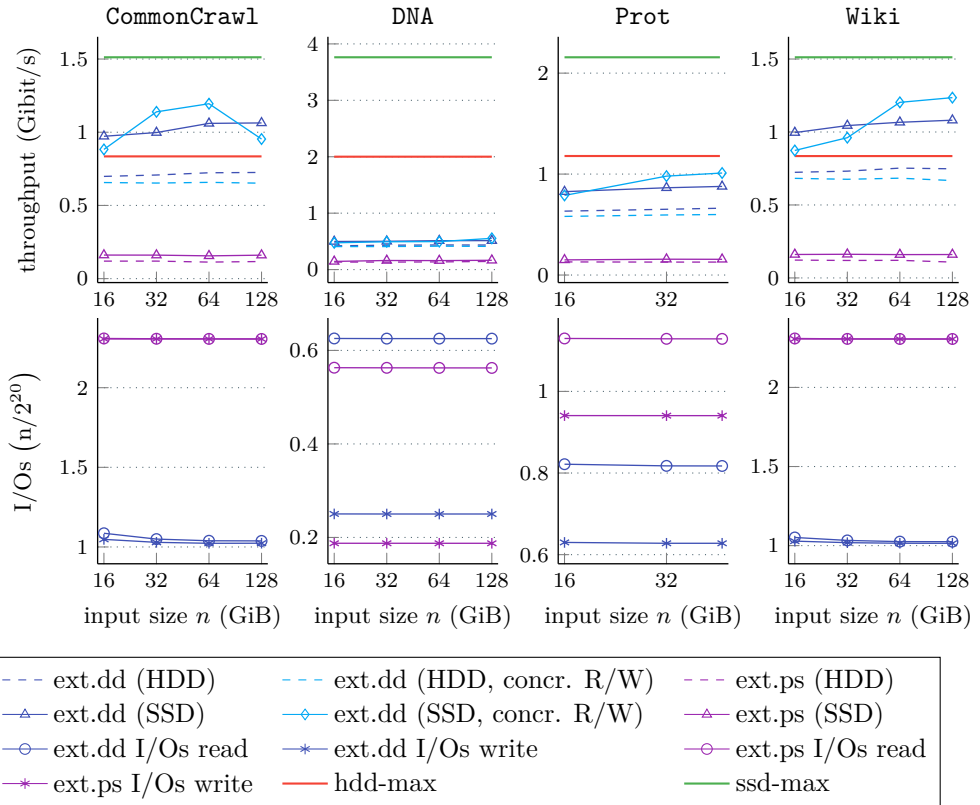 CommonCrawl DNA Prot Wiki
throughput (Gibit/s)
1.5
1
0.5
0
16 32 64 128
4
3
2
1
0
16 32 64 128
2
1
0
16 32
1.5
1
0.5
0
16 32 64 128
I/Os (n/2^20)
2
1.5
1
16 32 64 128
input size n (GiB)
0.6
0.4
0.2
16 32 64 128
input size n (GiB)
1
0.8
0.6
16 32
input size n (GiB)
2
1.5
1
16 32 64 128
input size n (GiB)
ext.dd (HDD) ext.dd (HDD, concr. R/W) ext.ps (HDD)
ext.dd (SSD) ext.dd (SSD, concr. R/W) ext.ps (SSD)
ext.dd I/Os read ext.dd I/Os write ext.ps I/Os read
ext.ps I/Os write hdd-max ssd-max